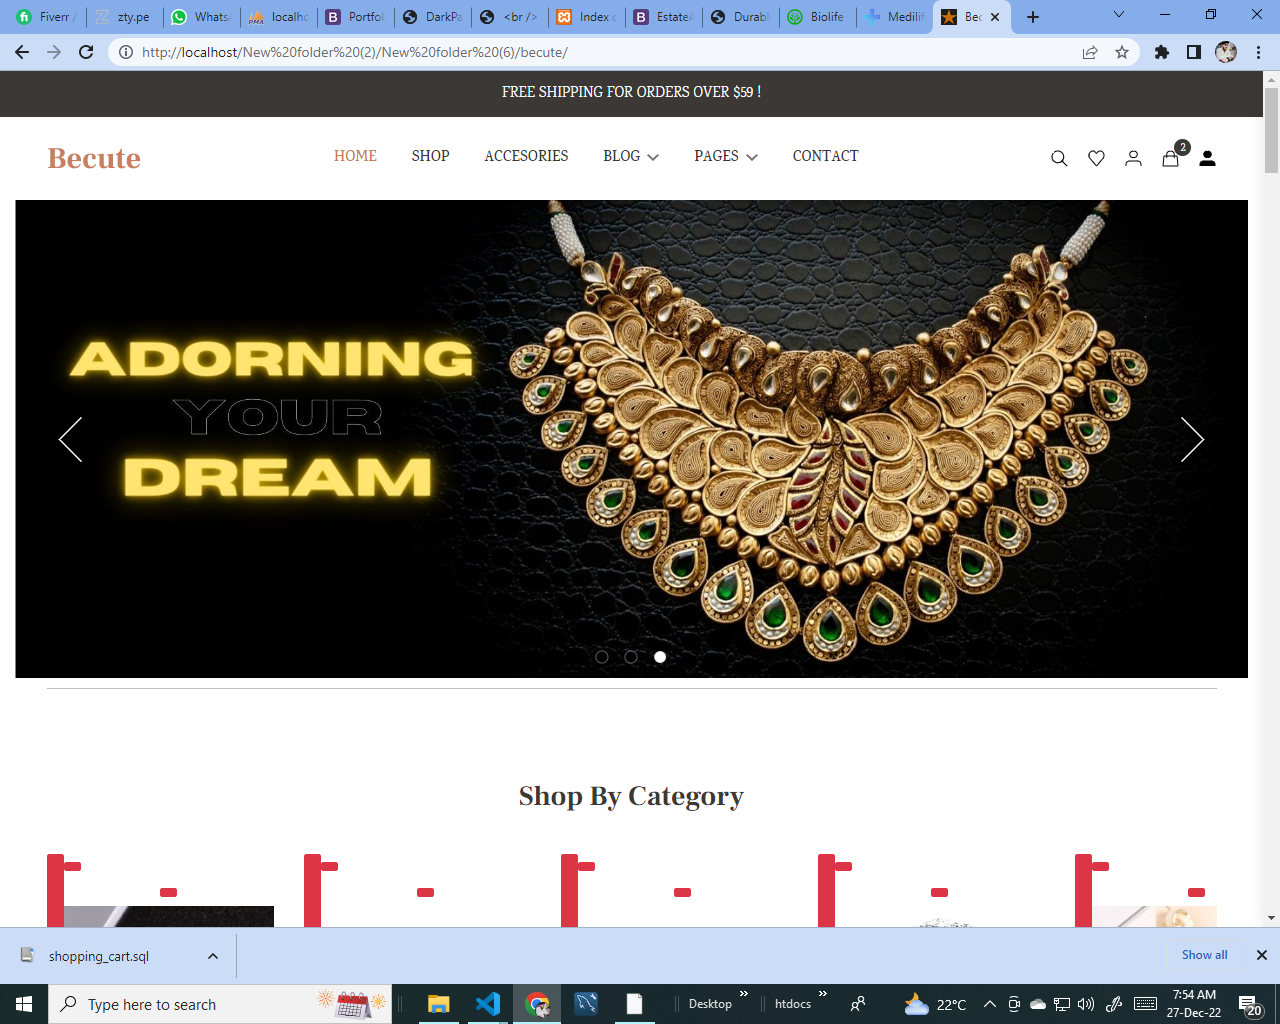 Fiverr /
zty.pe
Whats
localho
Portfol
DarkPa
<br />
Index o
EstateA
Durabl
Biolife
Medilif
Bec
http://localhost/New%20folder%20(2)/New%20folder%20(6)/becute/
FREE SHIPPING FOR ORDERS OVER $59 !
Becute
HOME
SHOP
ACCESORIES
BLOG
PAGES
CONTACT
2
ADORNING
YOUR
DREAM
Shop By Category
shopping_cart.sql
Show all
Type here to search
Desktop
htdocs
22°C
7:54 AM
27-Dec-22
20